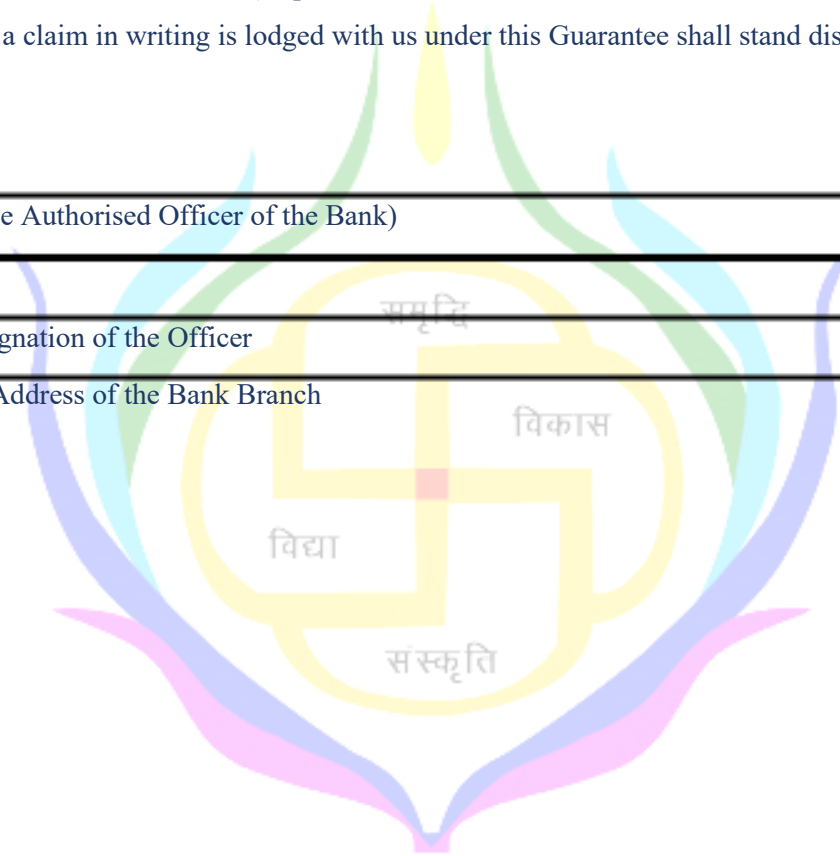 a claim in writing is lodged with us under this Guarantee shall stand dis
e Authorised Officer of the Bank)
समृद्धि
gnation of the Officer
Address of the Bank Branch
विकास
विद्या
संस्कृति